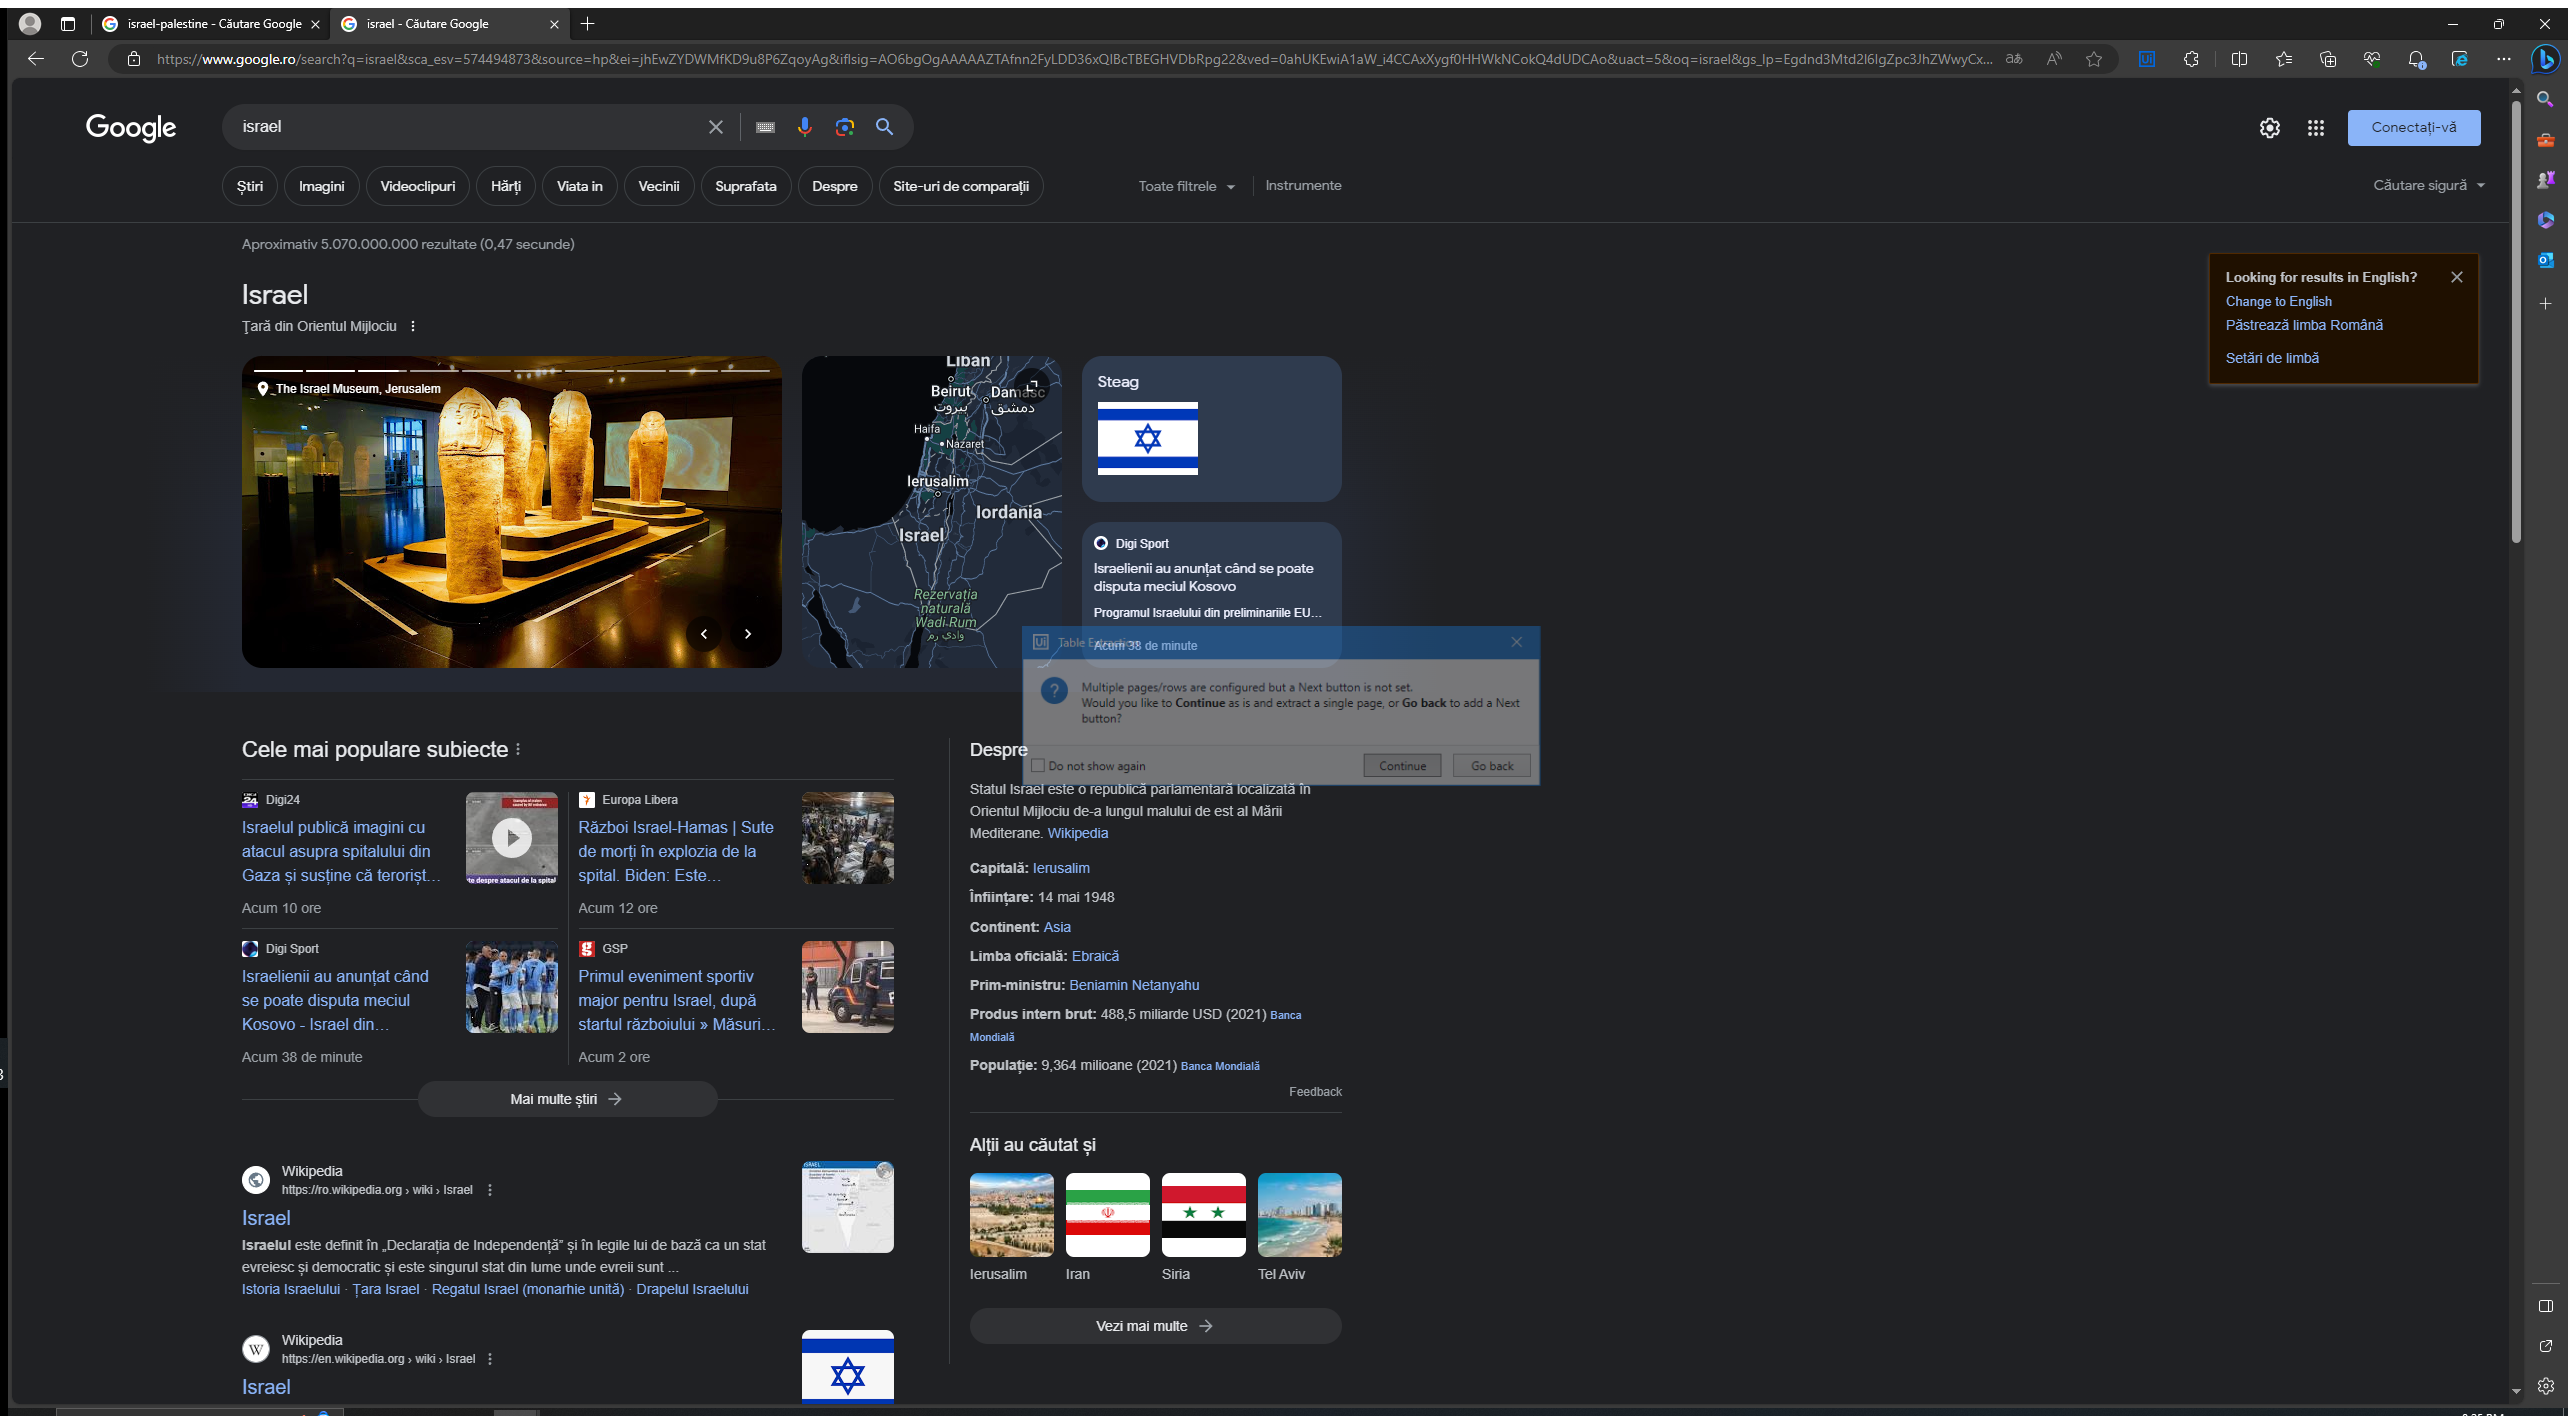 israel-palestine - Căutare Google
israel - Căutare Google
https://www.google.ro/search?q=israel&sca_esv=574494873&source=hp&ei=jhEwZYDWMfKD9u8P6ZqoyAg&iflsig=AO6bgOgAAAAAZTAfnn2FyLDD36xQIBcTBEGHVDbRpg22&ved=0ahUKEwiA1aW_i4CCAxXygf0HHWkNCokQ4dUDCAo&uact=5&oq=israel&gs_lp=Egdnd3Mtd2l6IgZpc3JhZWwyCx...
Google
israel
Conectați-vă
Știri
Imagini
Videoclipuri
Hărți
Viata in
Vecinii
Suprafata
Despre
Site-uri de comparații
Toate filtrele
Instrumente
Căutare sigură
Aproximativ 5.070.000.000 rezultate (0,47 secunde)
Looking for results in English?
Change to English
Păstrează limba Română
Setări de limbă
Israel
Țară din Orientul Mijlociu
The Israel Museum, Jerusalem
Liban
Beirut
بيروت
Damasc
دمشق
Haifa
Nazaret
Ierusalim
Iordania
Israel
Rezervația
naturală
Wadi Rum
وادي رم
Steag
Digi Sport
Israelienii au anunțat când se poate
disputa meciul Kosovo
Programul Israelului din preliminariile EU...
Acum 38 de minute
Multiple pages/rows are configured but a Next button is not set.
Would you like to Continue as is and extract a single page, or Go back to add a Next
button?
Do not show again
Continue
Go back
Cele mai populare subiecte
Digi24
Israelul publică imagini cu
atacul asupra spitalului din
Gaza și susține că terorișt...
Acum 10 ore
te despre atacul de la spital
Europa Libera
Război Israel-Hamas | Sute
de morți în explozia de la
spital. Biden: Este...
Acum 12 ore
Digi Sport
Israelienii au anunțat când
se poate disputa meciul
Kosovo - Israel din...
Acum 38 de minute
GSP
Primul eveniment sportiv
major pentru Israel, după
startul războiului » Măsuri...
Acum 2 ore
Mai multe știri
Despre
Statul Israel este o republică parlamentară localizată în
Orientul Mijlociu de-a lungul malului de est al Mării
Mediterane. Wikipedia
Capitală: Ierusalim
Înființare: 14 mai 1948
Continent: Asia
Limba oficială: Ebraică
Prim-ministru: Beniamin Netanyahu
Produs intern brut: 488,5 miliarde USD (2021) Banca
Mondială
Populație: 9,364 milioane (2021) Banca Mondială
Feedback
Alții au căutat și
Ierusalim
Iran
Siria
Tel Aviv
Vezi mai multe
Wikipedia
https://ro.wikipedia.org › wiki › Israel
Israel
Israelul este definit în „Declarația de Independență” și în legile lui de bază ca un stat
evreiesc și democratic și este singurul stat din lume unde evreii sunt ...
Istoria Israelului · Țara Israel · Regatul Israel (monarhie unită) · Drapelul Israelului
Wikipedia
https://en.wikipedia.org › wiki › Israel
Israel